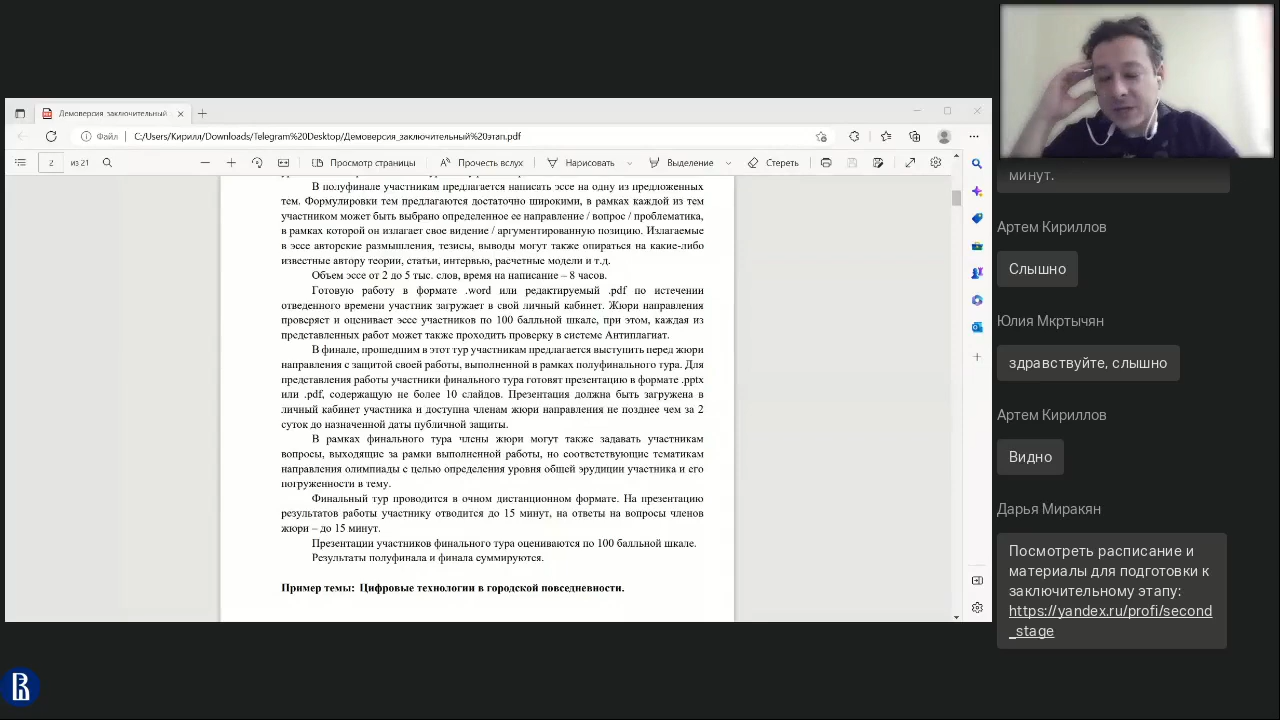 Демоверсия заключительный
Файл
C:/Users/Кирилл/Downloads/Telegram%20Desktop/Демоверсия_заключительный%20этап.pdf
2
из 21
Просмотр страницы
Прочесть вслух
Нарисовать
Выделение
Стереть
В полуфинале участникам предлагается написать эссе на одну из предложенных
тем. Формулировки тем предлагаются достаточно широкими, в рамках каждой из тем
участником может быть выбрано определенное ее направление / вопрос / проблематика,
в рамках которой он излагает свое видение / аргументированную позицию. Излагаемые
в эссе авторские размышления, тезисы, выводы могут также опираться на какие-либо
известные автору теории, статьи, интервью, расчетные модели и т.д.
Объем эссе от 2 до 5 тыс. слов, время на написание – 8 часов.
Готовую работу в формате .word или редактируемый .pdf по истечении
отведенного времени участник загружает в свой личный кабинет. Жюри направления
проверяет и оценивает эссе участников по 100 балльной шкале, при этом, каждая из
представленных работ может также проходить проверку в системе Антиплагиат.
В финале, прошедшим в этот тур участникам предлагается выступить перед жюри
направления с защитой своей работы, выполненной в рамках полуфинального тура. Для
представления работы участники финального тура готовят презентацию в формате .pptx
или .pdf, содержащую не более 10 слайдов. Презентация должна быть загружена в
личный кабинет участника и доступна членам жюри направления не позднее чем за 2
суток до назначенной даты публичной защиты.
В рамках финального тура члены жюри могут также задавать участникам
вопросы, выходящие за рамки выполненной работы, но соответствующие тематикам
направления олимпиады с целью определения уровня общей эрудиции участника и его
погруженности в тему.
Финальный тур проводится в очном дистанционном формате. На презентацию
результатов работы участнику отводится до 15 минут, на ответы на вопросы членов
жюри – до 15 минут.
Презентации участников финального тура оцениваются по 100 балльной шкале.
Результаты полуфинала и финала суммируются.
Пример темы: Цифровые технологии в городской повседневности.
минут.
Артем Кириллов
Слышно
Юлия Мкртычян
здравствуйте, слышно
Артем Кириллов
Видно
Дарья Миракян
Посмотреть расписание и
материалы для подготовки к
заключительному этапу:
https://yandex.ru/profi/second
_stage